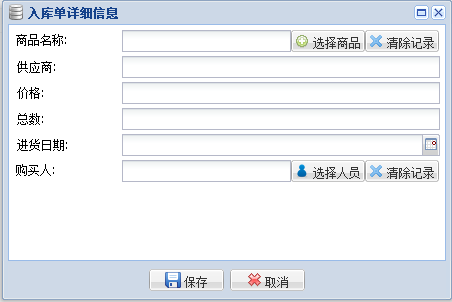 入库单详细信息
商品名称: 选择商品 清除记录
供应商:
价格:
总数:
进货日期:
购买人: 选择人员 清除记录
保存 取消